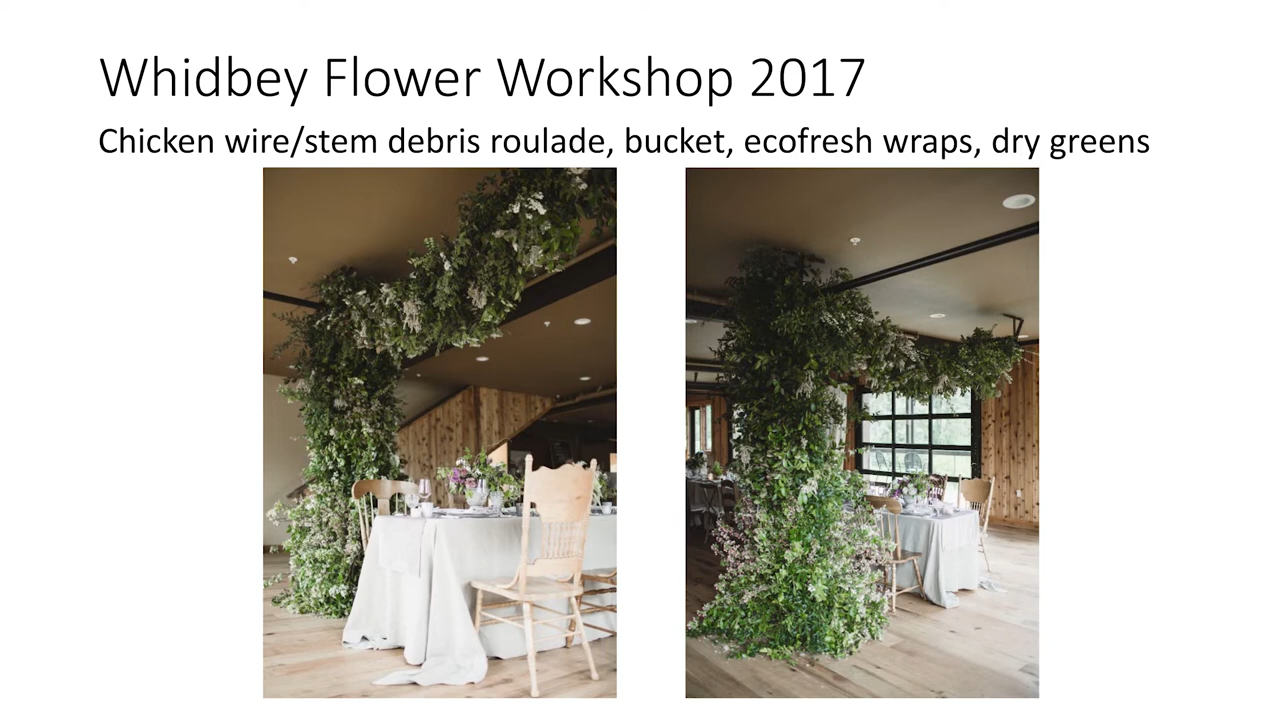 Whidbey Flower Workshop 2017
Chicken wire/stem debris roulade, bucket, ecofresh wraps, dry greens